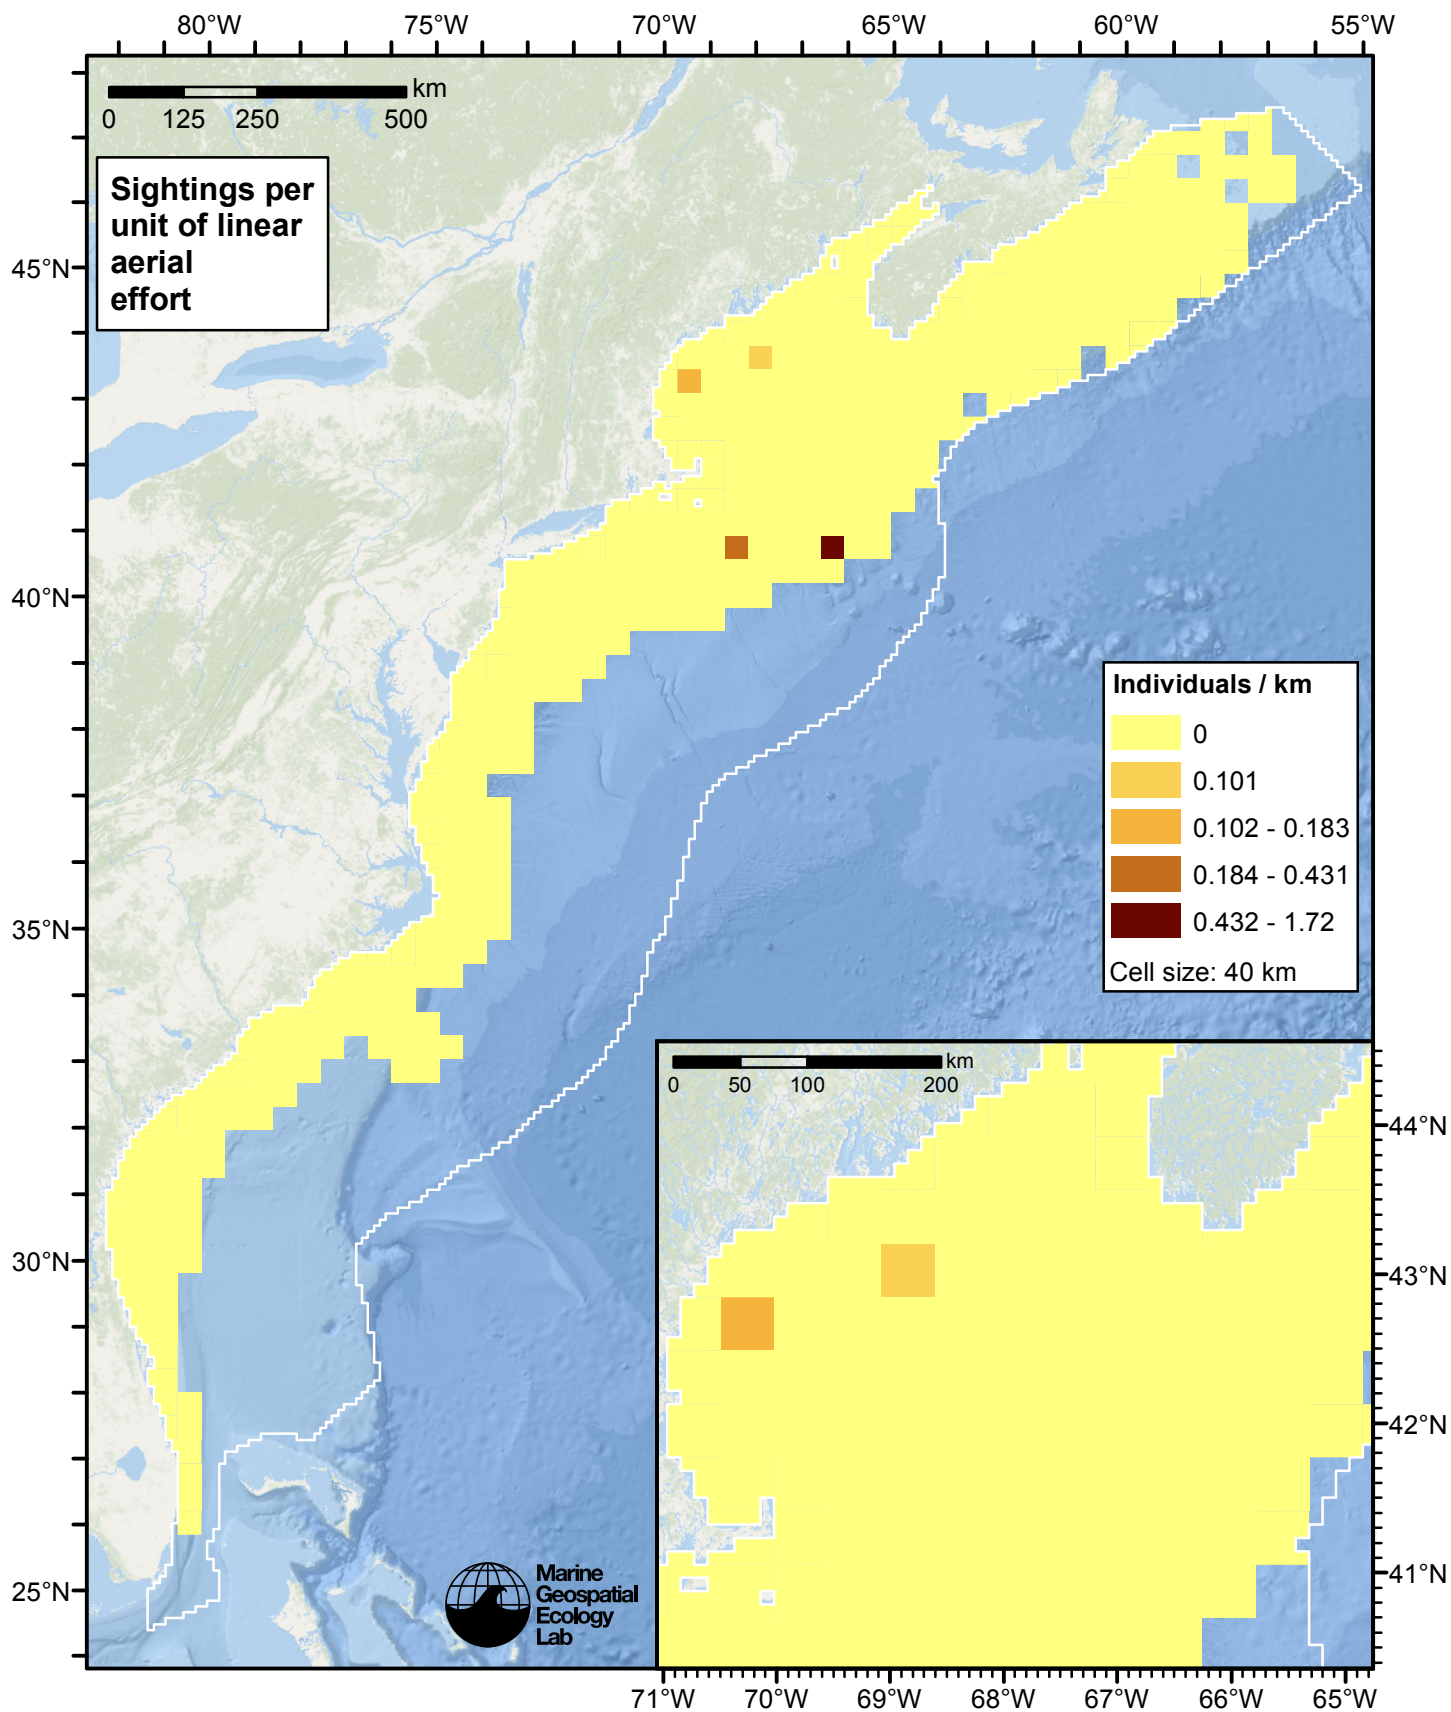 80°W 75°W 70°W 65°W 60°W 55°W
km
0 125 250 500
Sightings per
unit of linear
aerial
effort
45°N
40°N
35°N
30°N
25°N
Individuals / km
0
0.101
0.102 - 0.183
0.184 - 0.431
0.432 - 1.72
Cell size: 40 km
km
0 50 100 200
44°N
43°N
42°N
41°N
Marine
Geospatial
Ecology
Lab
71°W 70°W 69°W 68°W 67°W 66°W 65°W